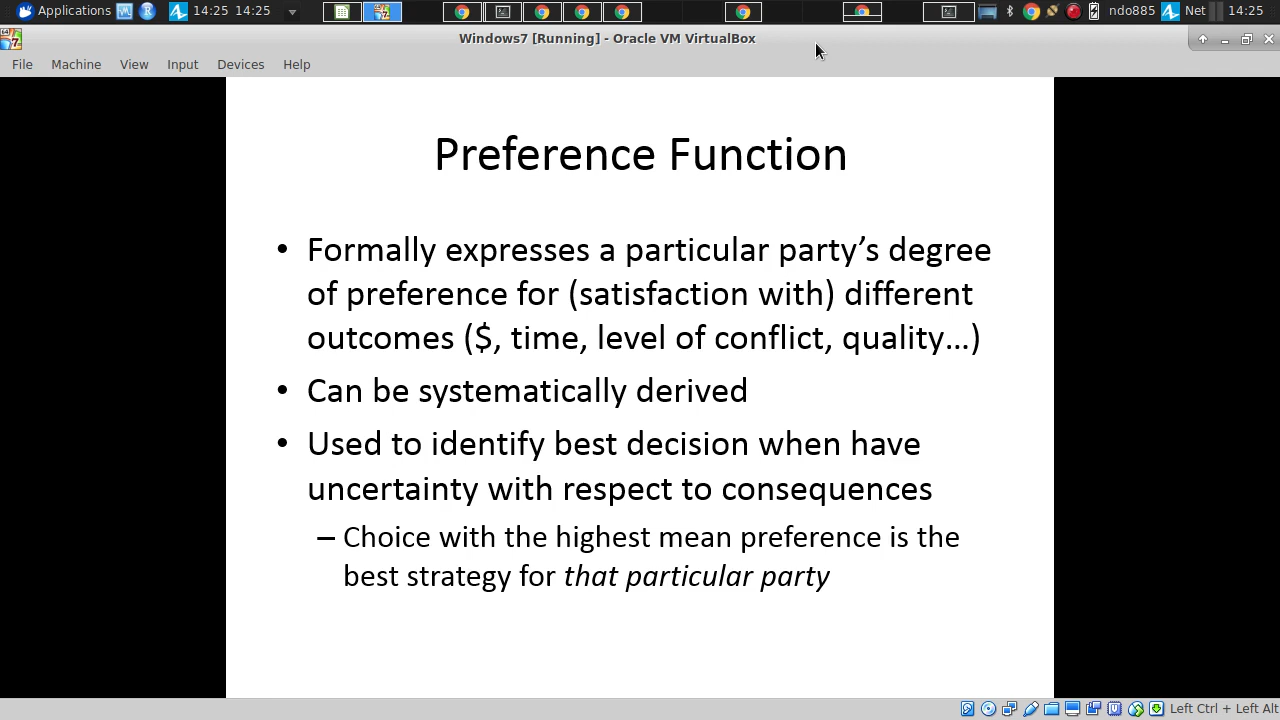 Applications 14:25 14:25 ndo885 Net 14:25
Windows7 [Running] - Oracle VM VirtualBox
File Machine View Input Devices Help
Preference Function
• Formally expresses a particular party’s degree
of preference for (satisfaction with) different
outcomes ($, time, level of conflict, quality…)
• Can be systematically derived
• Used to identify best decision when have
uncertainty with respect to consequences
– Choice with the highest mean preference is the
best strategy for that particular party
Left Ctrl + Left Alt